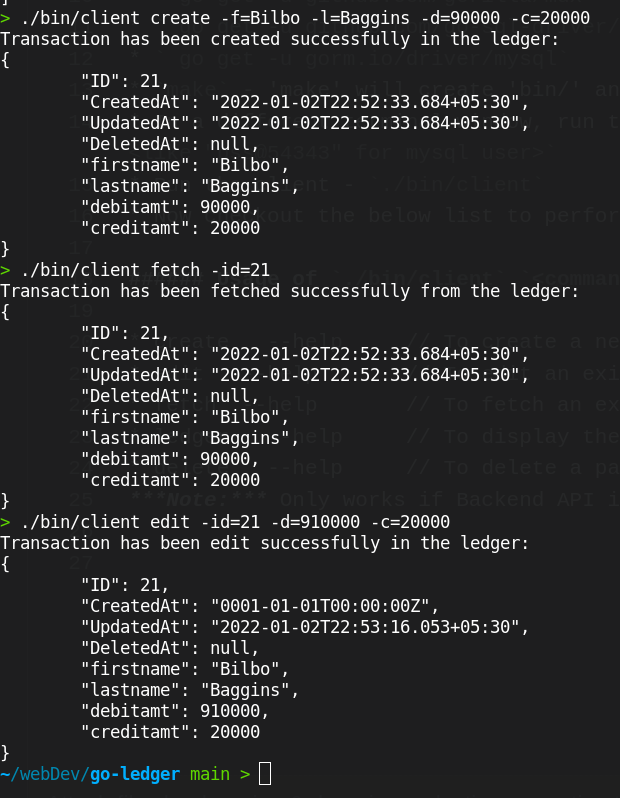 ]
> ./bin/client create -f=Bilbo -l=Baggins -d=90000 -c=20000
Transaction has been created successfully in the ledger:
{
"ID": 21,
"CreatedAt": "2022-01-02T22:52:33.684+05:30",
"UpdatedAt": "2022-01-02T22:52:33.684+05:30",
"DeletedAt": null,
"firstname": "Bilbo",
"lastname": "Baggins",
"debitamt": 90000,
"creditamt": 20000
}
> ./bin/client fetch -id=21
Transaction has been fetched successfully from the ledger:
{
"ID": 21,
"CreatedAt": "2022-01-02T22:52:33.684+05:30",
"UpdatedAt": "2022-01-02T22:52:33.684+05:30",
"DeletedAt": null,
"firstname": "Bilbo",
"lastname": "Baggins",
"debitamt": 90000,
"creditamt": 20000
}
> ./bin/client edit -id=21 -d=910000 -c=20000
Transaction has been edit successfully in the ledger:
{
"ID": 21,
"CreatedAt": "0001-01-01T00:00:00Z",
"UpdatedAt": "2022-01-02T22:53:16.053+05:30",
"DeletedAt": null,
"firstname": "Bilbo",
"lastname": "Baggins",
"debitamt": 910000,
"creditamt": 20000
}
~/webDev/go-ledger main >